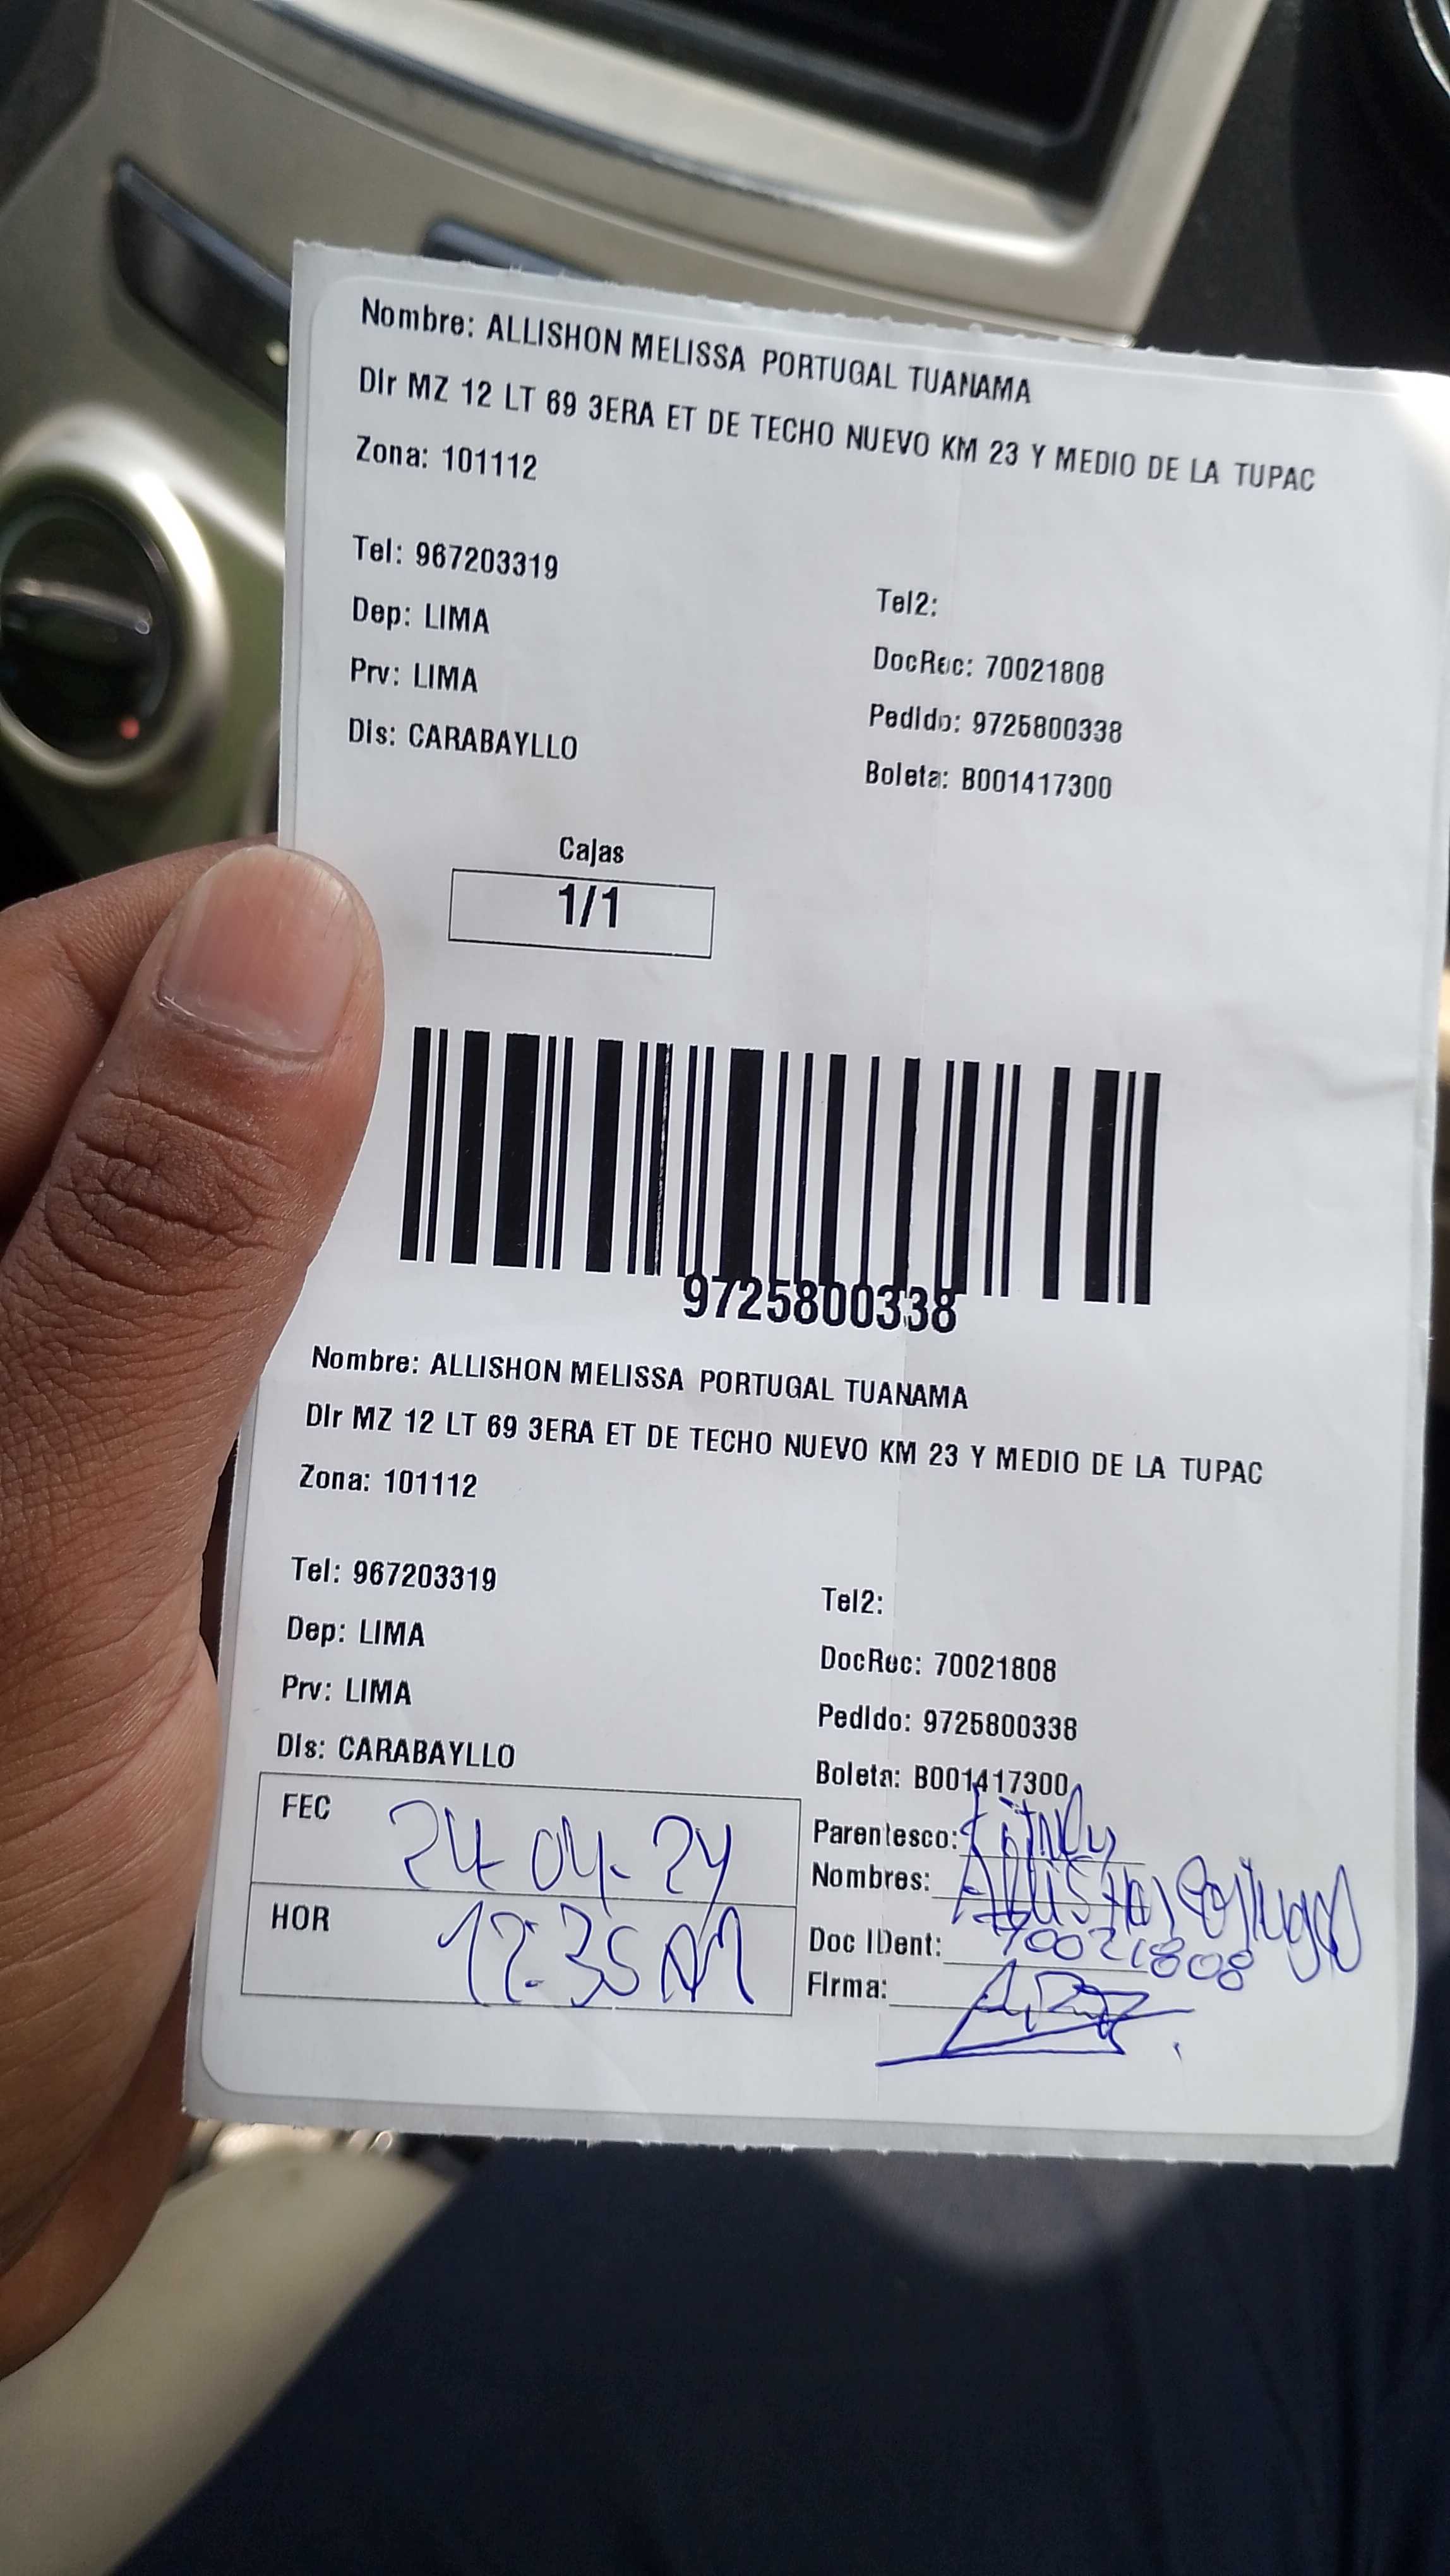 Nombre: ALLISHON MELISSA PORTUGAL TUANAMA
Dir MZ 12 LT 69 3ERA ET DE TECHO NUEVO KM 23 Y MEDIO DE LA TUPAC
Zona: 101112
Tel: 967203319
Tel2:
Dep: LIMA
DocRec: 70021808
Prv: LIMA
Pedido: 9725800338
Dis: CARABAYLLO
Boleta: B001417300
Cajas
1/1
9725800338
Nombre: ALLISHON MELISSA PORTUGAL TUANAMA
Dir MZ 12 LT 69 3ERA ET DE TECHO NUEVO KM 23 Y MEDIO DE LA TUPAC
Zona: 101112
Tel: 967203319
Tel2:
Dep: LIMA
DocRec: 70021808
Prv: LIMA
Pedido: 9725800338
Dis: CARABAYLLO
Boleta: B001417300
FEC 24-04-24
Parentesco:
Nombres: Allishon Portugal
HOR 12:35 AM
Doc IDent: 70021808
Firma: